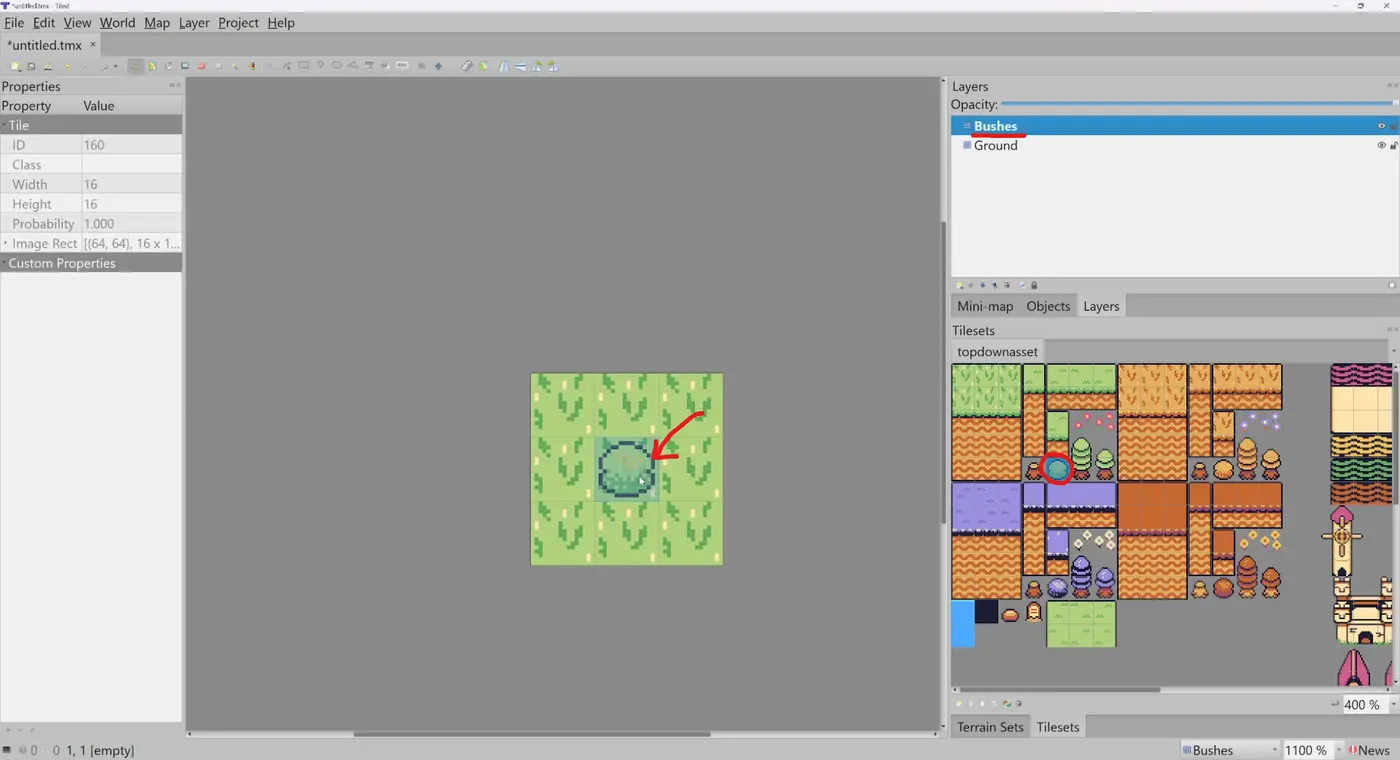 *untitled.tmx - Tiled
File Edit View World Map Layer Project Help
*untitled.tmx ×
Properties
Property Value
Tile
ID 160
Class
Width 16
Height 16
Probability 1.000
Image Rect [(64, 64), 16 x 1...
Custom Properties
Layers
Opacity:
Bushes
Ground
Mini-map Objects Layers
Tilesets
topdownasset
400 %
Terrain Sets Tilesets
0 0 1, 1 [empty]
Bushes 1100 % News